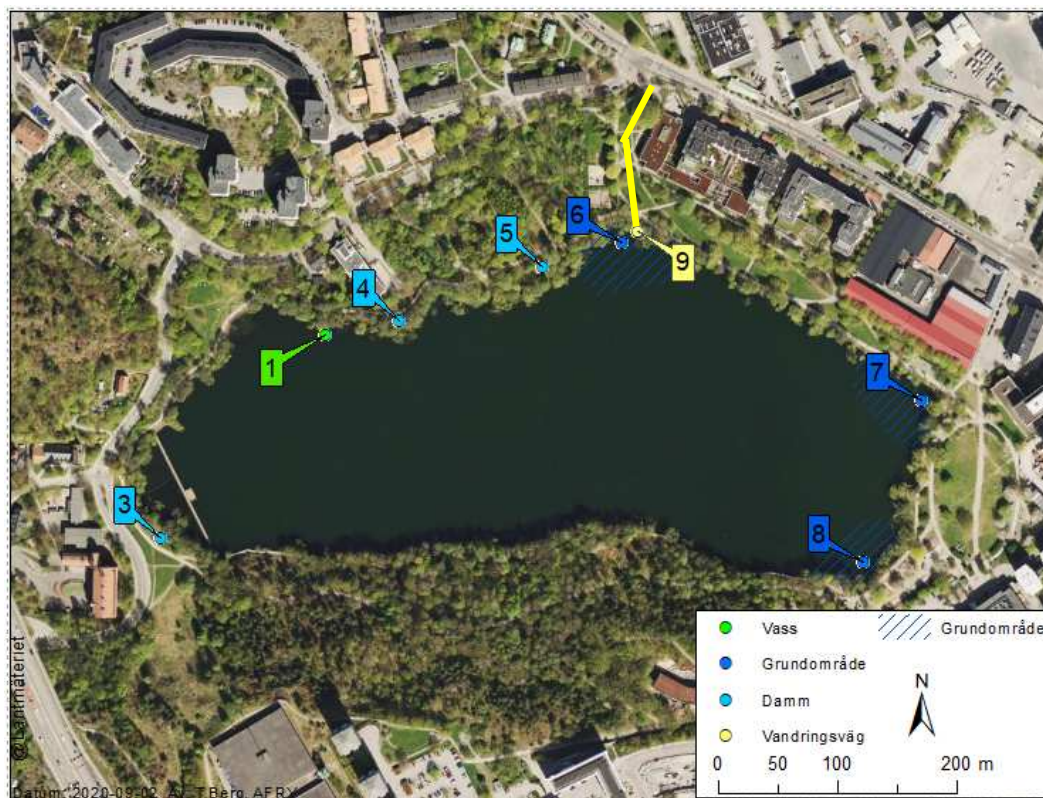 6
5
9
4
1
7
3
8
Vass
Grundområde
Grundområde
Damm
N
Vandringsväg
0 50 100 200 m
@Lantmäteriet
Datum: 2020-09-02 Av: T Berg, AFRY